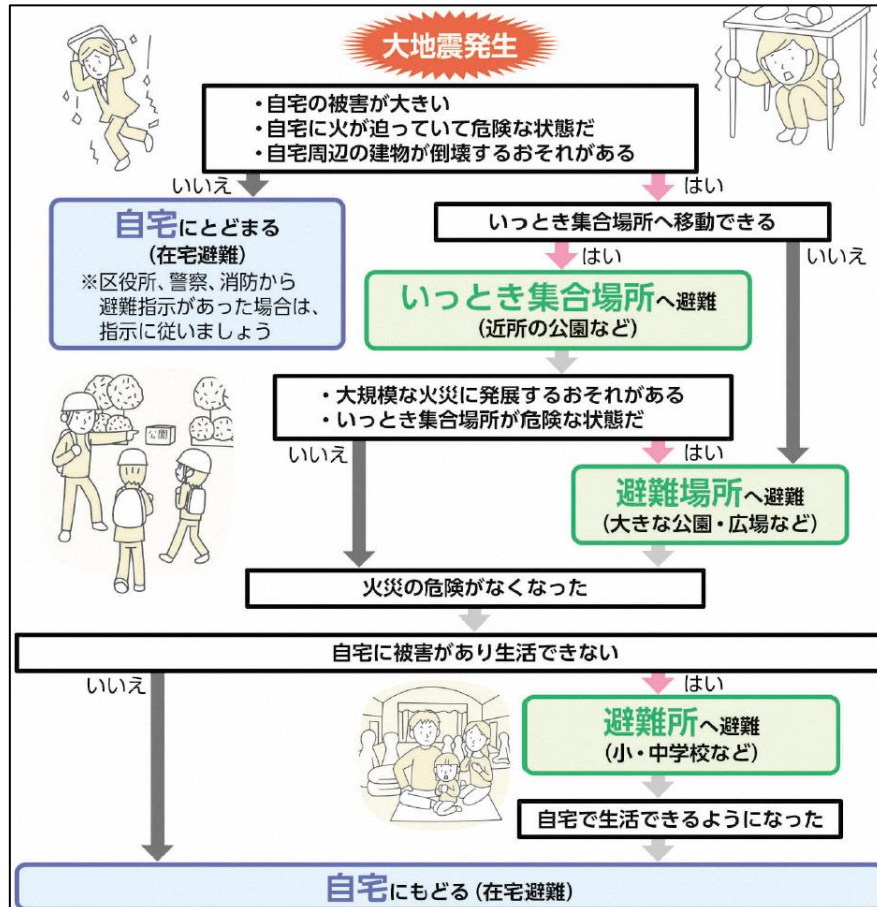 大地震発生
・自宅の被害が大きい
・自宅に火が迫っていて危険な状態だ
・自宅周辺の建物が倒壊するおそれがある
いいえ
はい
自宅にとどまる
(在宅避難)
※区役所、警察、消防から
避難指示があった場合は、
指示に従いましょう
いっとき集合場所へ移動できる
はい
いいえ
いっとき集合場所へ避難
(近所の公園など)
・大規模な火災に発展するおそれがある
・いっとき集合場所が危険な状態だ
公園
いいえ
はい
避難場所へ避難
(大きな公園・広場など)
火災の危険がなくなった
自宅に被害があり生活できない
いいえ
はい
避難所へ避難
(小・中学校など)
自宅で生活できるようになった
自宅にもどる(在宅避難)